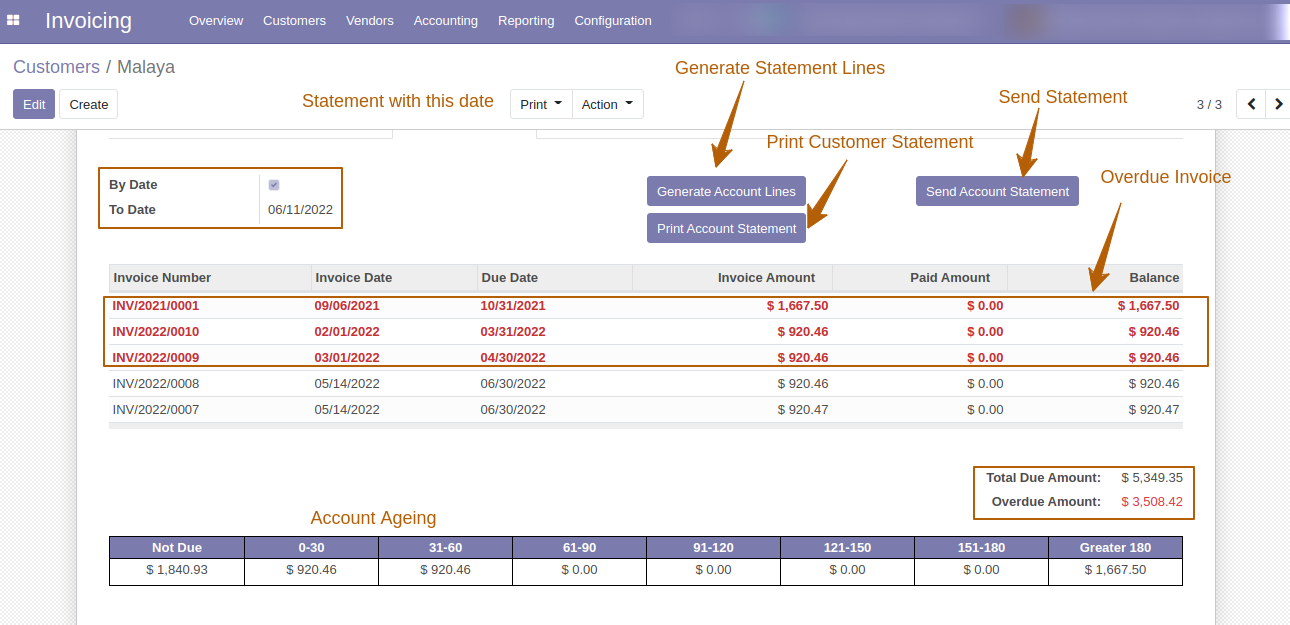 Invoicing Overview Customers Vendors Accounting Reporting Configuration
Customers / Malaya
Generate Statement Lines
Edit Create
Statement with this date
Print Action
Send Statement
3 / 3
Print Customer Statement
Overdue Invoice
By Date
To Date 06/11/2022
Generate Account Lines
Send Account Statement
Print Account Statement
Invoice Number Invoice Date Due Date Invoice Amount Paid Amount Balance
INV/2021/0001 09/06/2021 10/31/2021 $ 1,667.50 $ 0.00 $ 1,667.50
INV/2022/0010 02/01/2022 03/31/2022 $ 920.46 $ 0.00 $ 920.46
INV/2022/0009 03/01/2022 04/30/2022 $ 920.46 $ 0.00 $ 920.46
INV/2022/0008 05/14/2022 06/30/2022 $ 920.46 $ 0.00 $ 920.46
INV/2022/0007 05/14/2022 06/30/2022 $ 920.47 $ 0.00 $ 920.47
Total Due Amount: $ 5,349.35
Overdue Amount: $ 3,508.42
Account Ageing
Not Due 0-30 31-60 61-90 91-120 121-150 151-180 Greater 180
$ 1,840.93 $ 920.46 $ 920.46 $ 0.00 $ 0.00 $ 0.00 $ 0.00 $ 1,667.50